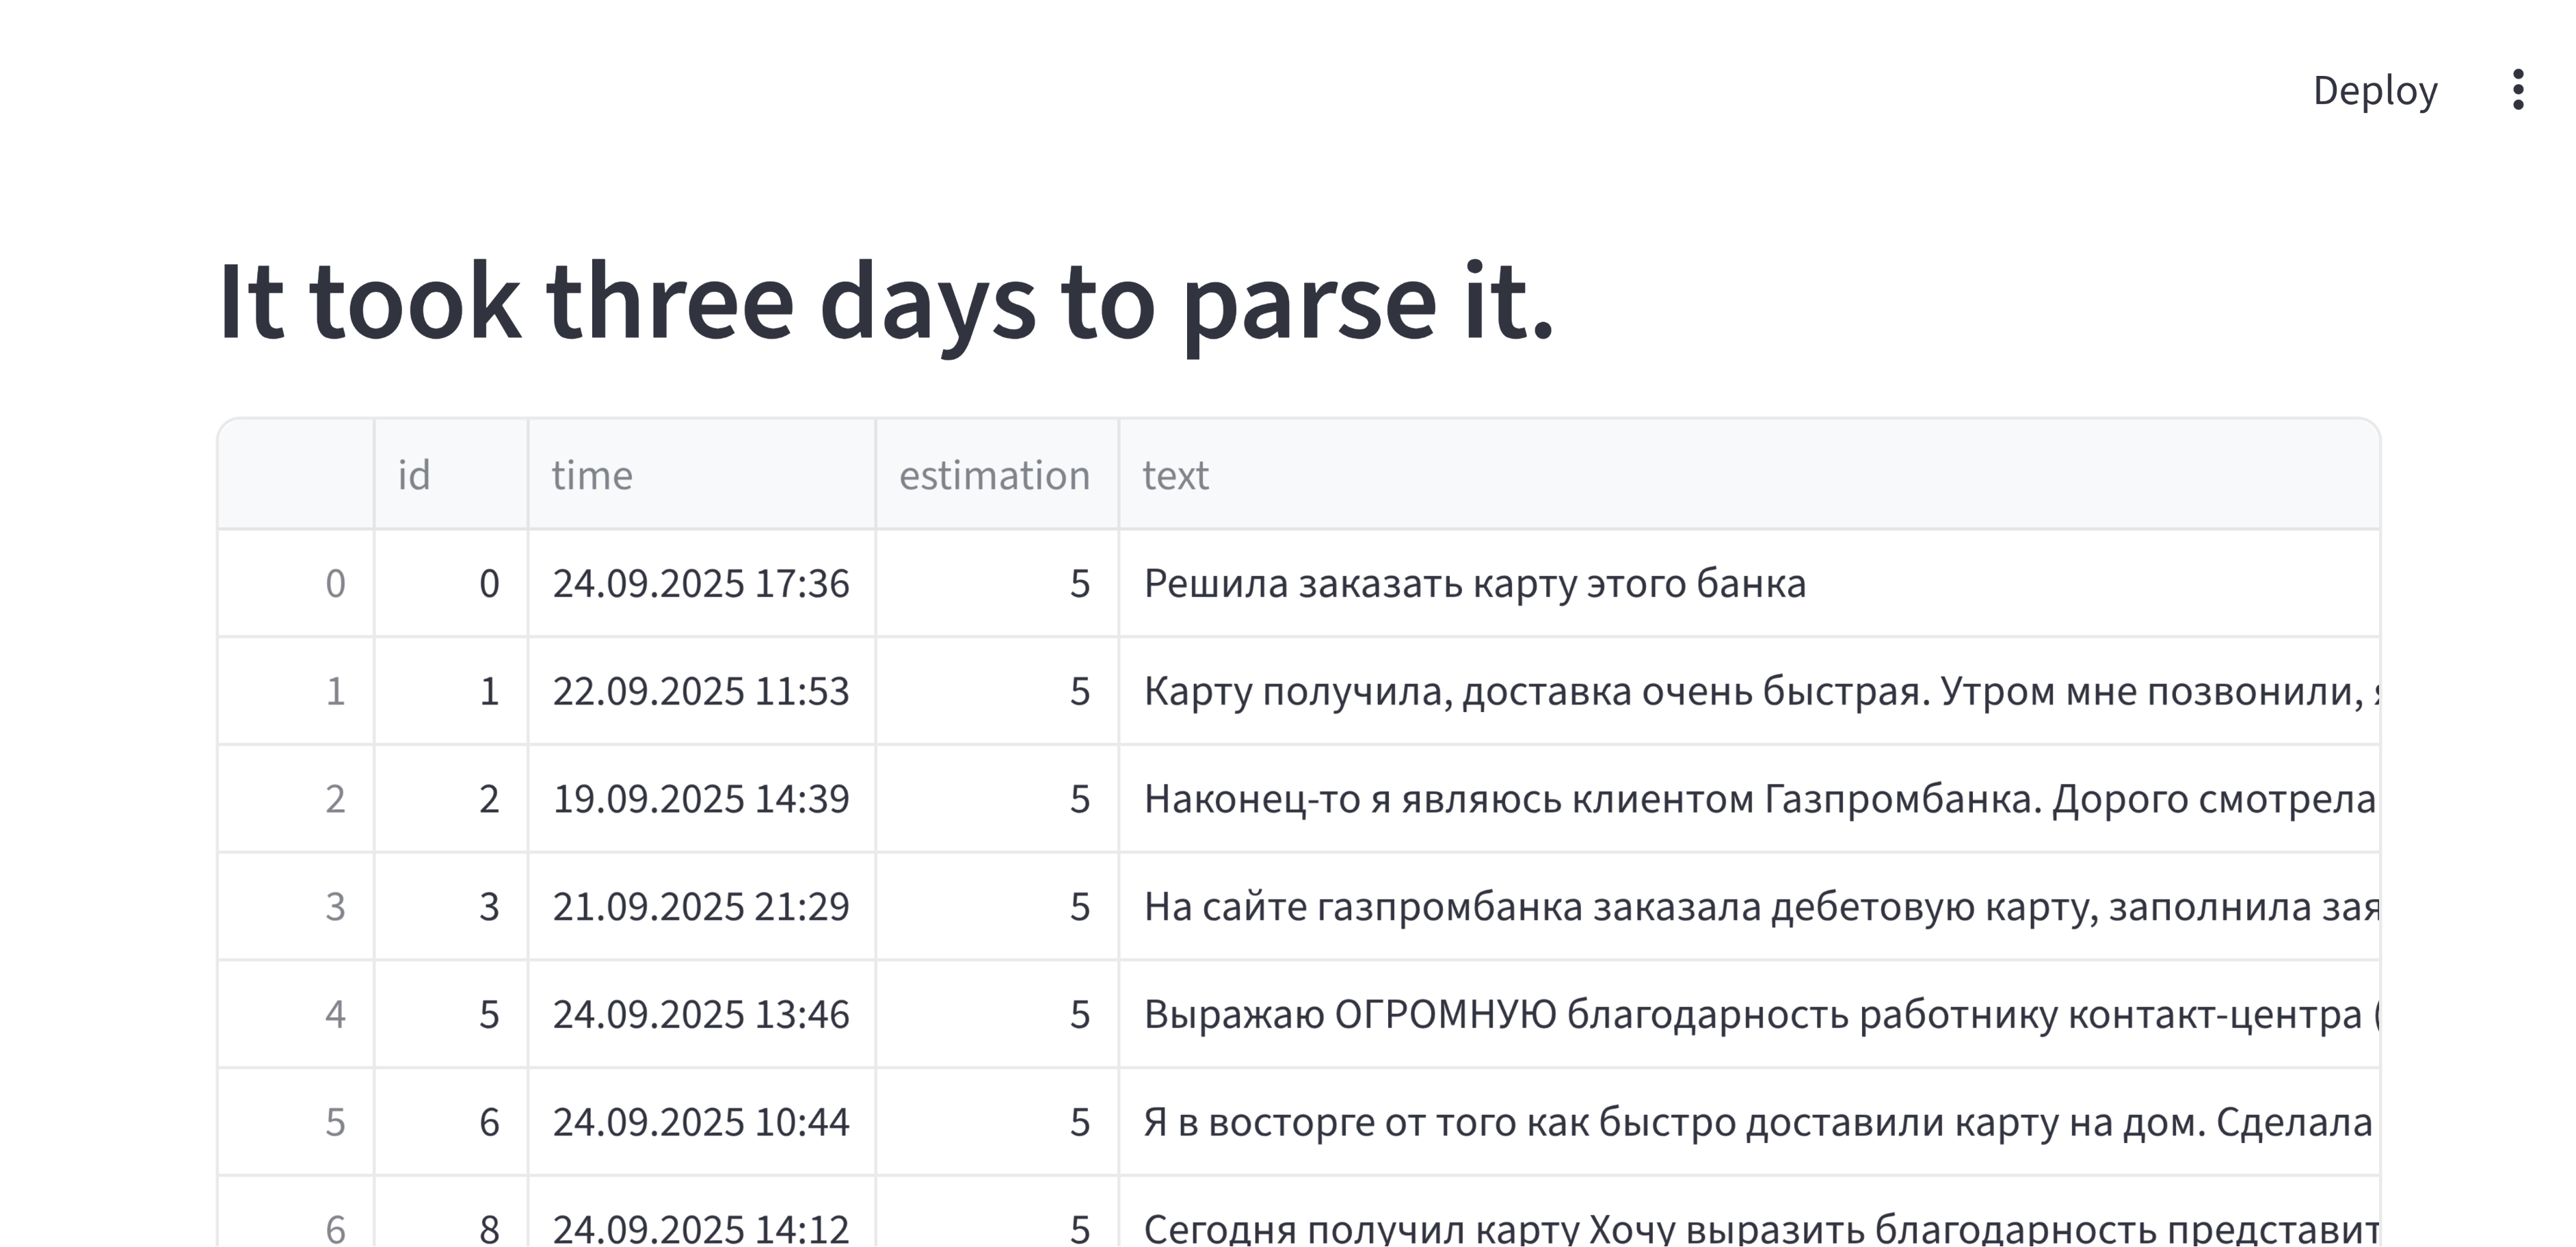 Deploy
It took three days to parse it.
id time estimation text
0 0 24.09.2025 17:36 5 Решила заказать карту этого банка
1 1 22.09.2025 11:53 5 Карту получила, доставка очень быстрая. Утром мне позвонили,
2 2 19.09.2025 14:39 5 Наконец-то я являюсь клиентом Газпромбанка. Дорого смотрела
3 3 21.09.2025 21:29 5 На сайте газпромбанка заказала дебетовую карту, заполнила зая
4 5 24.09.2025 13:46 5 Выражаю ОГРОМНУЮ благодарность работнику контакт-центра (
5 6 24.09.2025 10:44 5 Я в восторге от того как быстро доставили карту на дом. Сделала
6 8 24.09.2025 14:12 5 Сегодня получил карту Хочу выразить благодарность представит